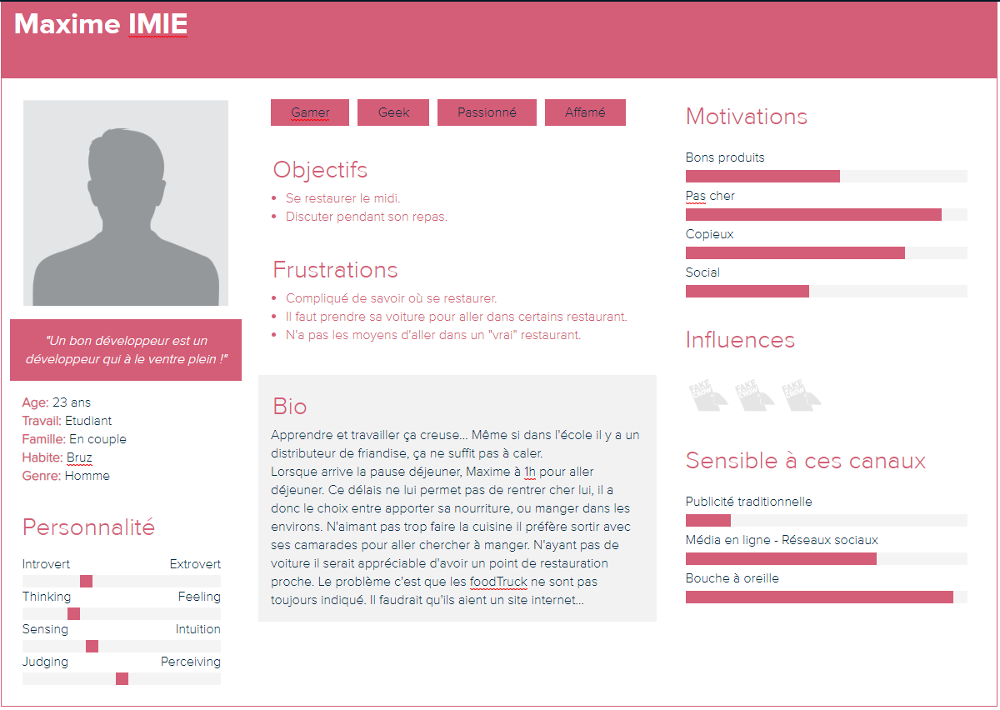 Maxime IMIE
"Un bon développeur est un
développeur qui à le ventre plein !"
Age: 23 ans
Travail: Etudiant
Famille: En couple
Habite: Bruz
Genre: Homme
Personnalité
Introvert Extrovert
Thinking Feeling
Sensing Intuition
Judging Perceiving
Gamer Geek Passionné Affamé
Objectifs
• Se restaurer le midi.
• Discuter pendant son repas.
Frustrations
• Compliqué de savoir où se restaurer.
• Il faut prendre sa voiture pour aller dans certains restaurant.
• N'a pas les moyens d'aller dans un "vrai" restaurant.
Bio
Apprendre et travailler ça creuse... Même si dans l'école il y a un
distributeur de friandise, ça ne suffit pas à caler.
Lorsque arrive la pause déjeuner, Maxime à 1h pour aller
déjeuner. Ce délais ne lui permet pas de rentrer cher lui, il a
donc le choix entre apporter sa nourriture, ou manger dans les
environs. N'aimant pas trop faire la cuisine il préfère sortir avec
ses camarades pour aller chercher à manger. N'ayant pas de
voiture il serait appréciable d'avoir un point de restauration
proche. Le problème c'est que les foodTruck ne sont pas
toujours indiqué. Il faudrait qu'ils aient un site internet...
Motivations
Bons produits
Pas cher
Copieux
Social
Influences
FAKE CROW FAKE CROW FAKE CROW
Sensible à ces canaux
Publicité traditionnelle
Média en ligne - Réseaux sociaux
Bouche à oreille